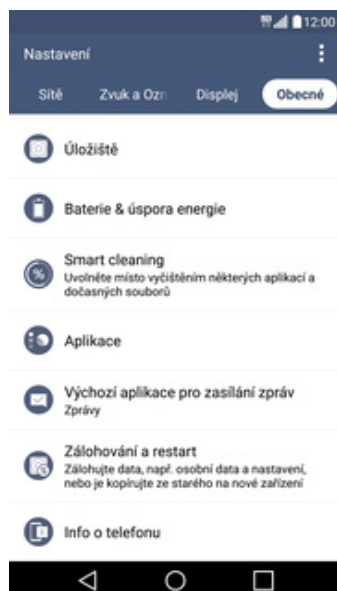 12:00
Nastavení
Sítě Zvuk a Ozn Displej Obecné
Úložiště
Baterie & úspora energie
Smart cleaning
Uvolněte místo vyčištěním některých aplikací a
dočasných souborů
Aplikace
Výchozí aplikace pro zasílání zpráv
Zprávy
Zálohování a restart
Zálohujte data, např. osobní data a nastavení,
nebo je kopírujte ze starého na nové zařízení
Info o telefonu